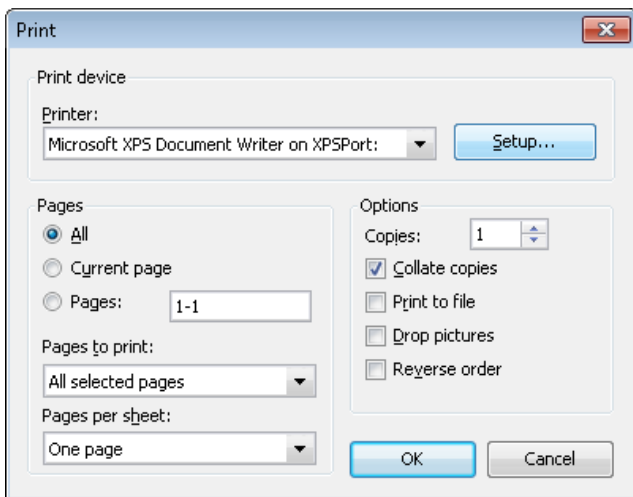 Print
Print device
Printer:
Microsoft XPS Document Writer on XPSPort:
Setup...
Pages
All
Current page
Pages: 1-1
Pages to print:
All selected pages
Pages per sheet:
One page
Options
Copies: 1
Collate copies
Print to file
Drop pictures
Reverse order
OK
Cancel